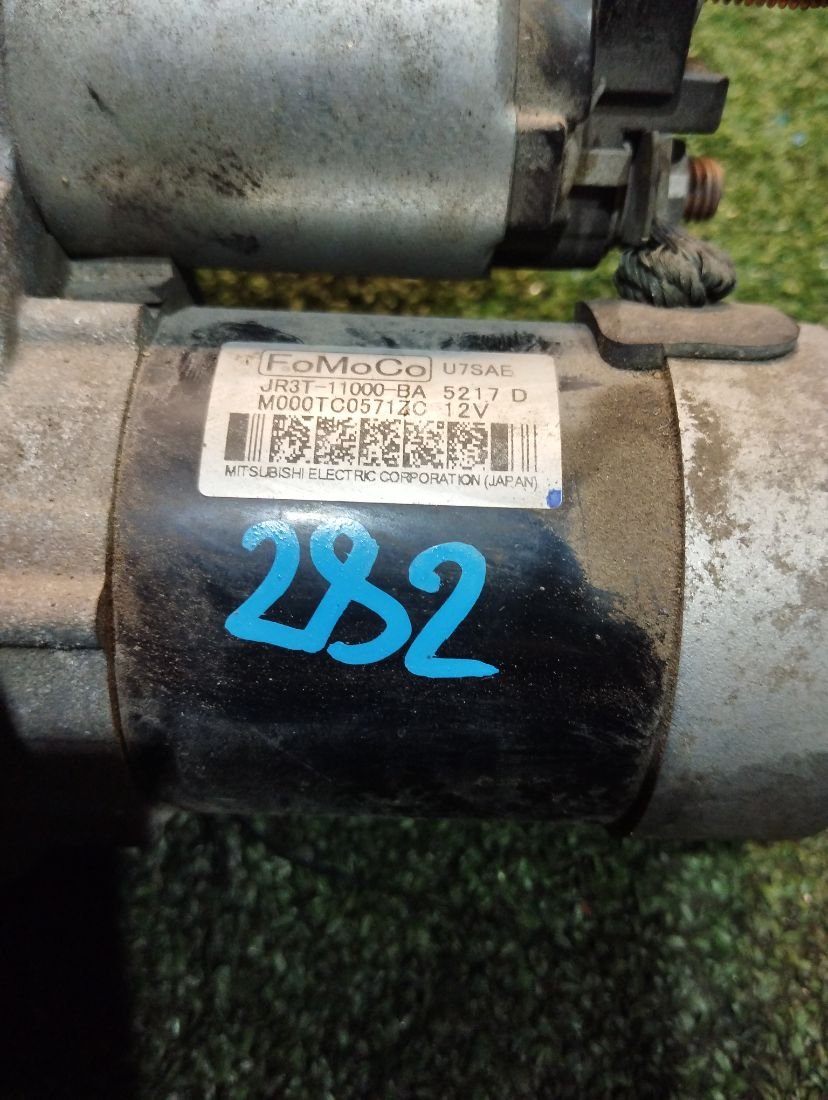 FoMoCo U7SAE
JR3T-11000-BA 5217 D
M000TC0571ZC 12V
MITSUBISHI ELECTRIC CORPORATION (JAPAN)
282